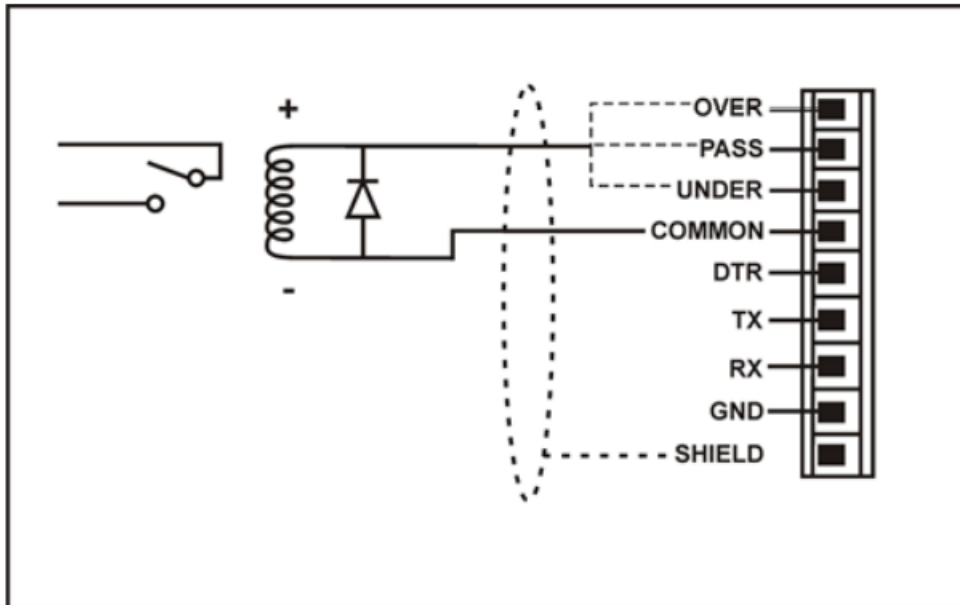 +
OVER
PASS
UNDER
COMMON
-
DTR
TX
RX
GND
SHIELD